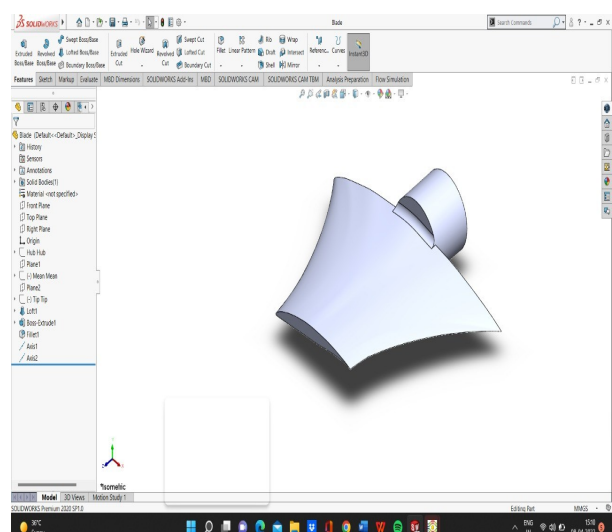 SOLIDWORKS
Blade
Search Commands
Extruded Boss/Base
Revolved Boss/Base
Swept Boss/Base
Lofted Boss/Base
Boundary Boss/Base
Extruded Cut
Hole Wizard
Revolved Cut
Swept Cut
Lofted Cut
Boundary Cut
Fillet
Linear Pattern
Rib
Draft
Shell
Wrap
Intersect
Mirror
Referenc...
Curves
Instant3D
Features Sketch Markup Evaluate MBD Dimensions SOLIDWORKS Add-Ins MBD SOLIDWORKS CAM SOLIDWORKS CAM TBM Analysis Preparation Flow Simulation
Blade (Default<<Default>_Display S
History
Sensors
Annotations
Solid Bodies(1)
Material <not specified>
Front Plane
Top Plane
Right Plane
Origin
Hub Hub
Plane1
(-) Mean Mean
Plane2
(-) Tip Tip
Loft1
Boss-Extrude1
Fillet1
Axis1
Axis2
*Isometric
Model 3D Views Motion Study 1
SOLIDWORKS Premium 2020 SP1.0
Editing Part
MMGS
36°C
Sunny
ENG
IN
15:10